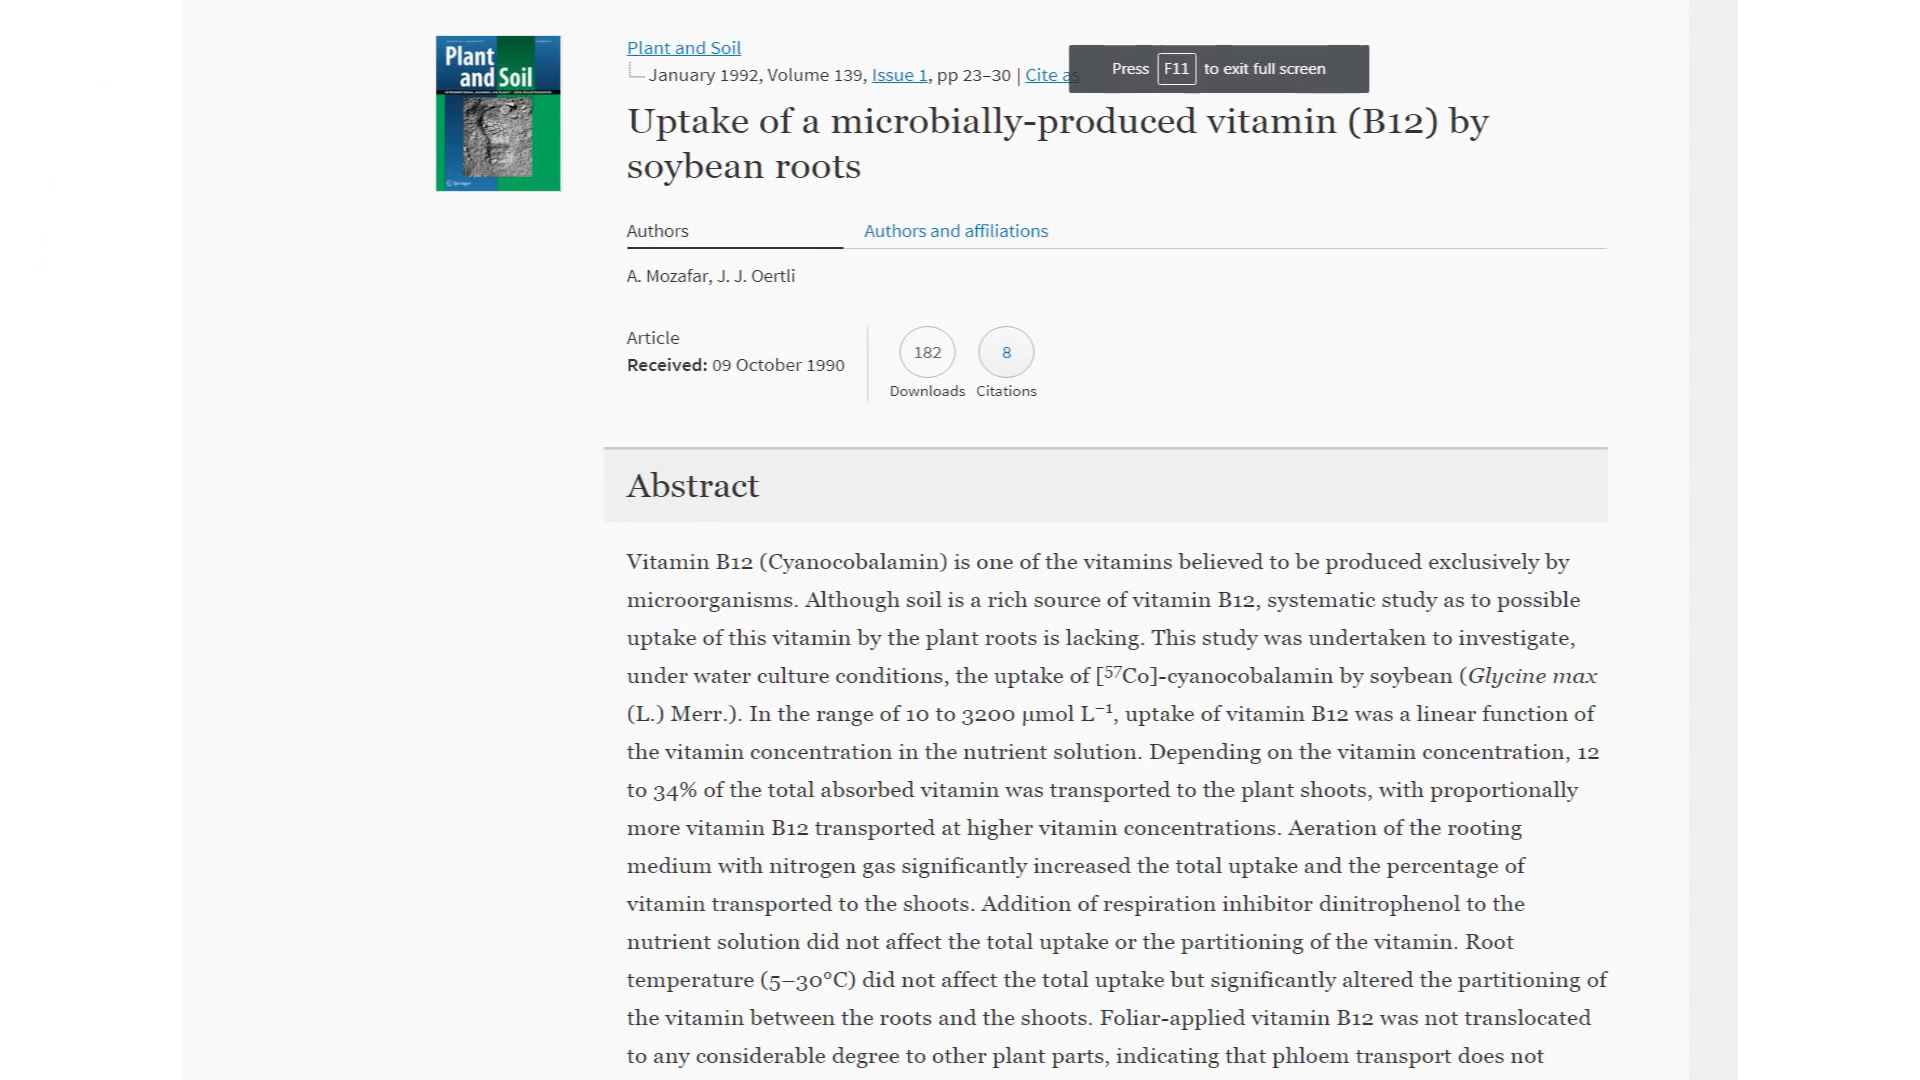 Plant
and Soil
Springer
Plant and Soil
January 1992, Volume 139, Issue 1, pp 23–30 | Cite as
Press F11 to exit full screen
Uptake of a microbially-produced vitamin (B12) by
soybean roots
Authors
Authors and affiliations
A. Mozafar, J. J. Oertli
Article
Received: 09 October 1990
182
Downloads
8
Citations
Abstract
Vitamin B12 (Cyanocobalamin) is one of the vitamins believed to be produced exclusively by
microorganisms. Although soil is a rich source of vitamin B12, systematic study as to possible
uptake of this vitamin by the plant roots is lacking. This study was undertaken to investigate,
under water culture conditions, the uptake of [⁵⁷Co]-cyanocobalamin by soybean (Glycine max
(L.) Merr.). In the range of 10 to 3200 µmol L⁻¹, uptake of vitamin B12 was a linear function of
the vitamin concentration in the nutrient solution. Depending on the vitamin concentration, 12
to 34% of the total absorbed vitamin was transported to the plant shoots, with proportionally
more vitamin B12 transported at higher vitamin concentrations. Aeration of the rooting
medium with nitrogen gas significantly increased the total uptake and the percentage of
vitamin transported to the shoots. Addition of respiration inhibitor dinitrophenol to the
nutrient solution did not affect the total uptake or the partitioning of the vitamin. Root
temperature (5–30°C) did not affect the total uptake but significantly altered the partitioning of
the vitamin between the roots and the shoots. Foliar-applied vitamin B12 was not translocated
to any considerable degree to other plant parts, indicating that phloem transport does not